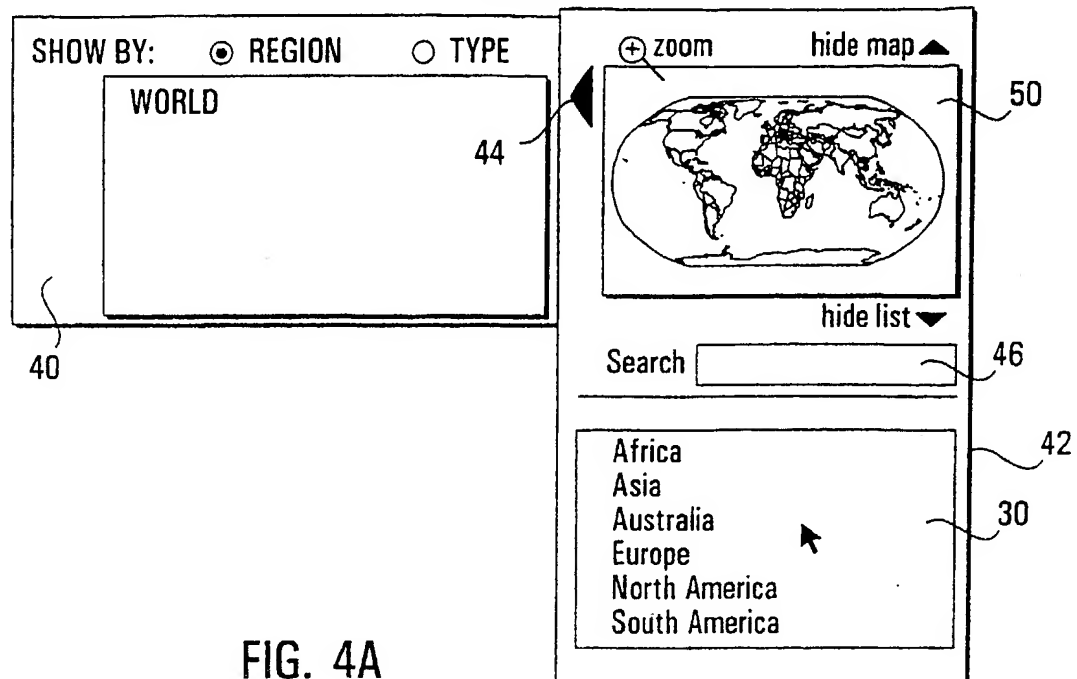 SHOW BY: REGION TYPE
WORLD
44
40
zoom hide map
50
hide list
Search
46
42
Africa
Asia
Australia
Europe
North America
South America
30
FIG. 4A